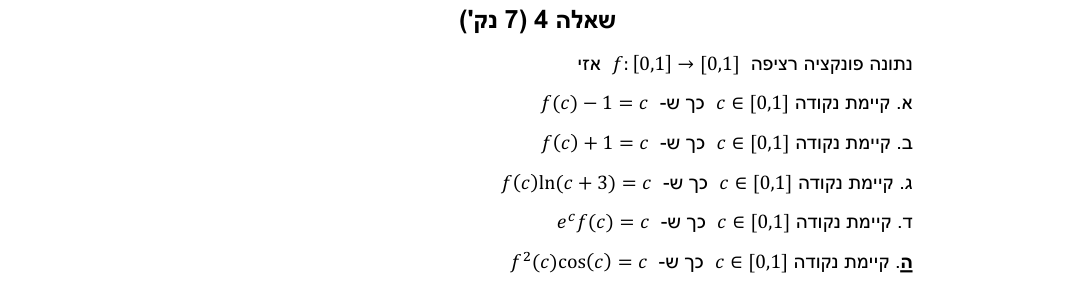 שאלה 4 (7 נק')
נתונה פונקציה רציפה f: [0,1] → [0,1] אזי
א. קיימת נקודה c ∈ [0,1] כך ש- f(c) − 1 = c
ב. קיימת נקודה c ∈ [0,1] כך ש- f(c) + 1 = c
ג. קיימת נקודה c ∈ [0,1] כך ש- f(c)ln(c + 3) = c
ד. קיימת נקודה c ∈ [0,1] כך ש- eᶜf(c) = c
ה. קיימת נקודה c ∈ [0,1] כך ש- f²(c)cos(c) = c